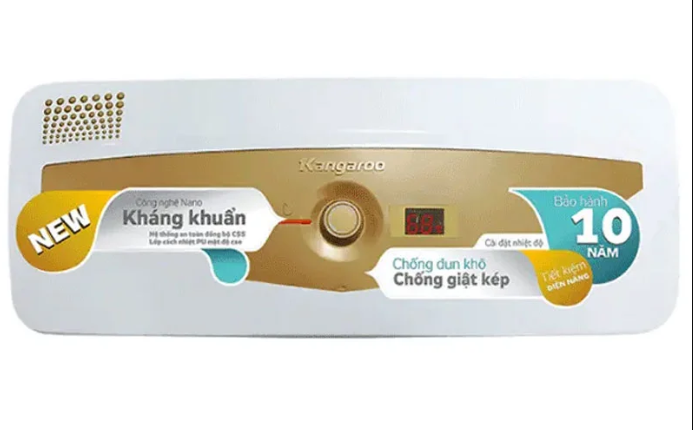 Kangaroo
NEW
Công nghệ Nano
Kháng khuẩn
Hệ thống an toàn đồng bộ CSS
Lớp cách nhiệt PU mật độ cao
Bảo hành
10
NĂM
Cài đặt nhiệt độ
Chống đun khô
Chống giật kép
Tiết kiệm
ĐIỆN NĂNG